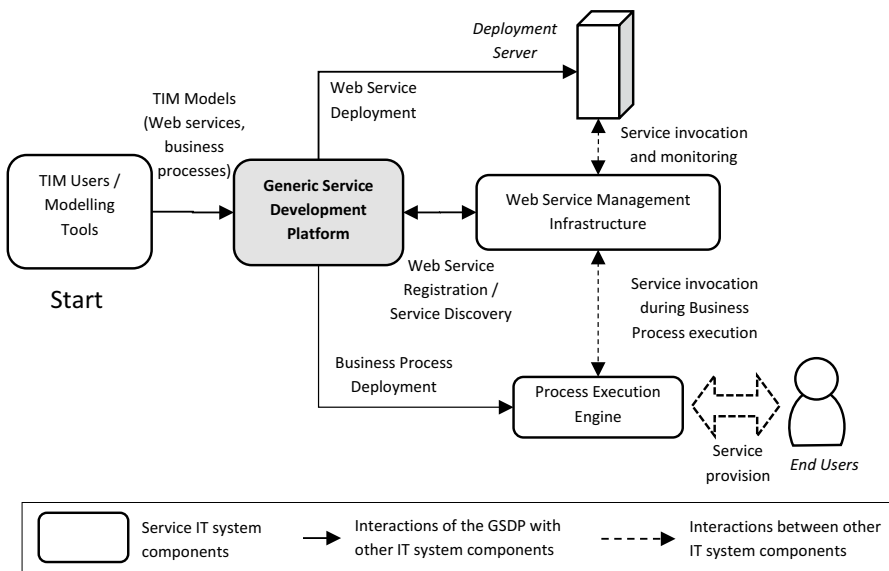 Deployment
Server
Web Service
Deployment
TIM Models
(Web services,
business
processes)
Service invocation
and monitoring
TIM Users /
Modelling
Tools
Generic Service
Development
Platform
Web Service Management
Infrastructure
Start
Web Service
Registration /
Service Discovery
Service invocation
during Business
Process execution
Business Process
Deployment
Process Execution
Engine
Service
provision
End Users
Service IT system
components
Interactions of the GSDP with
other IT system components
Interactions between other
IT system components